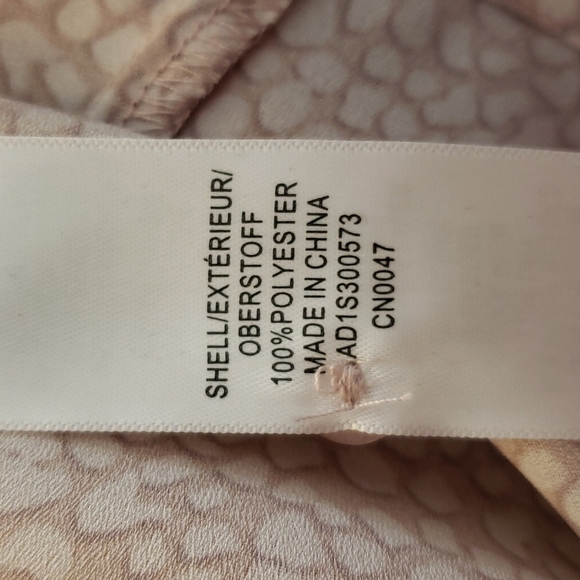 SHELL/EXTÉRIEUR/
OBERSTOFF
100%POLYESTER
MADE IN CHINA
AD1S300573
CN0047